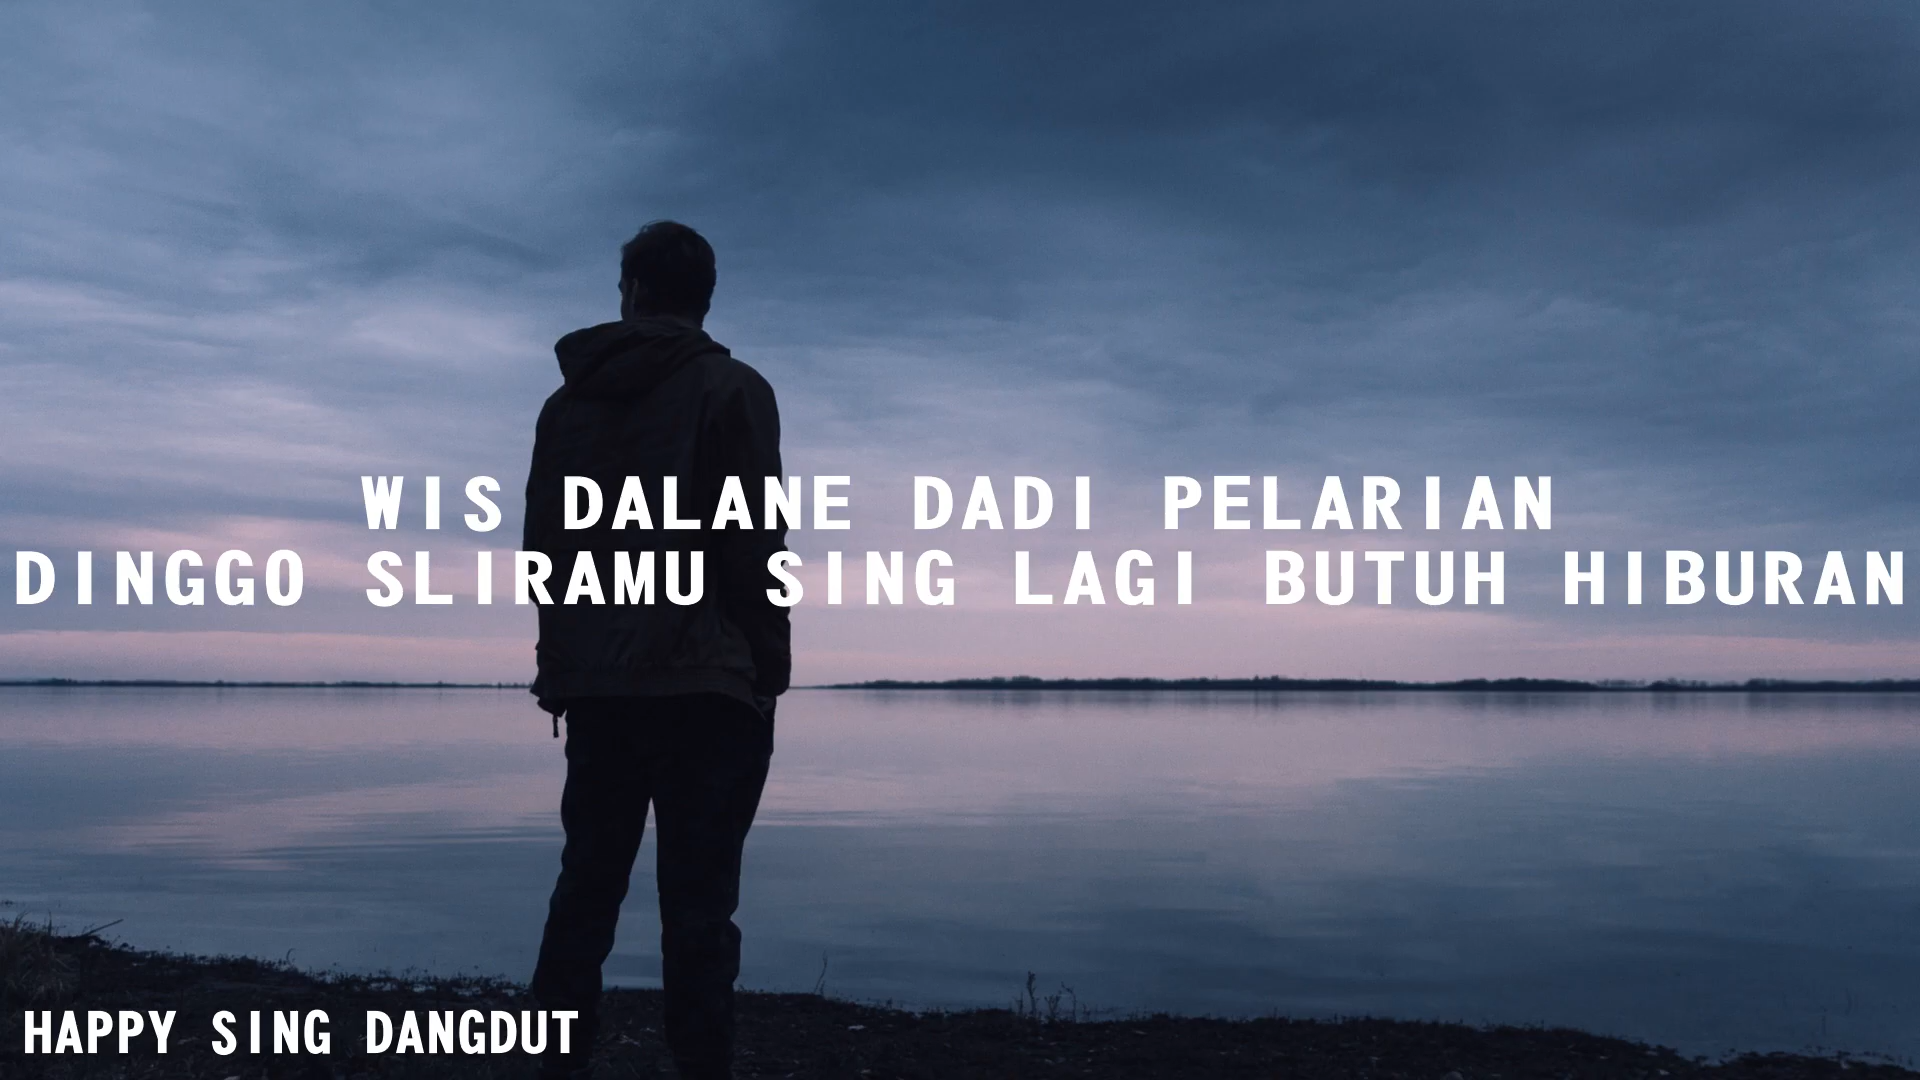 WIS DALANE DADI PELARIAN
DINGGO SLIRAMU SING LAGI BUTUH HIBURAN
HAPPY SING DANGDUT